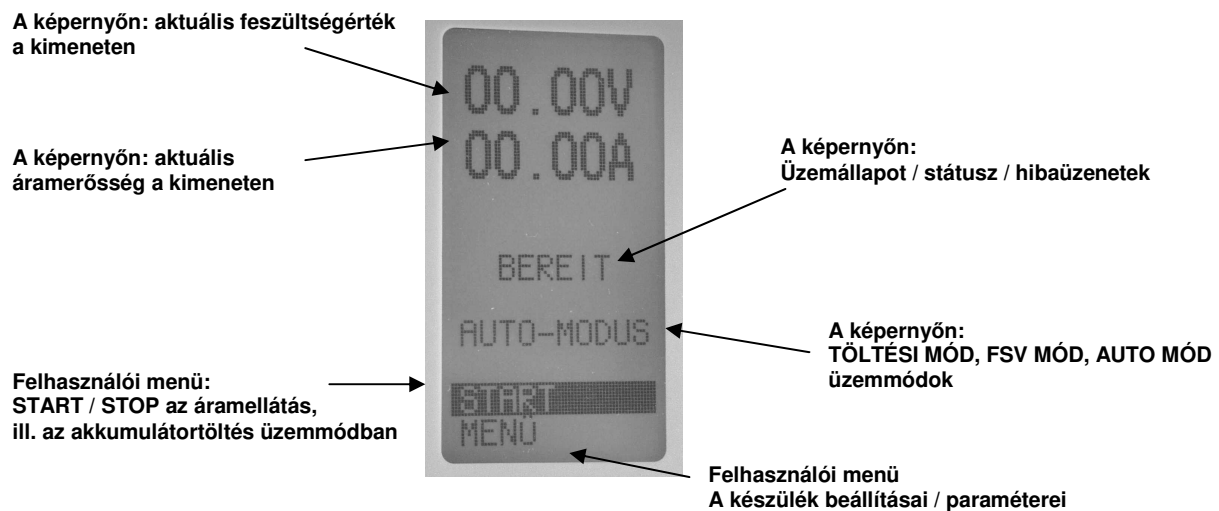 A képernyőn: aktuális feszültségérték
a kimeneten
00.00V
00.00A
A képernyőn: aktuális
áramerősség a kimeneten
A képernyőn:
Üzemállapot / státusz / hibaüzenetek
BEREIT
AUTO-MODUS
A képernyőn:
TÖLTÉSI MÓD, FSV MÓD, AUTO MÓD
üzemmódok
Felhasználói menü:
START / STOP az áramellátás,
ill. az akkumulátortöltés üzemmódban
START
MENÜ
Felhasználói menü
A készülék beállításai / paraméterei